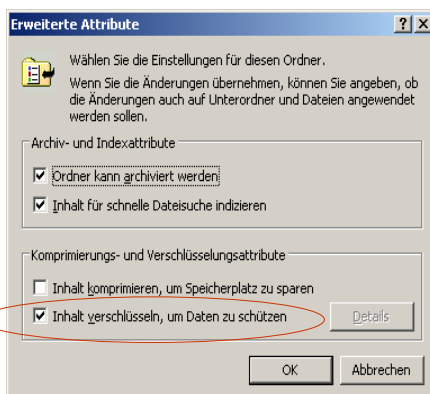 Erweiterte Attribute
Wählen Sie die Einstellungen für diesen Ordner.
Wenn Sie die Änderungen übernehmen, können Sie angeben, ob
die Änderungen auch auf Unterordner und Dateien angewendet
werden sollen.
Archiv- und Indexattribute
Ordner kann archiviert werden
Inhalt für schnelle Dateisuche indizieren
Komprimierungs- und Verschlüsselungsattribute
Inhalt komprimieren, um Speicherplatz zu sparen
Inhalt verschlüsseln, um Daten zu schützen
Details
OK
Abbrechen